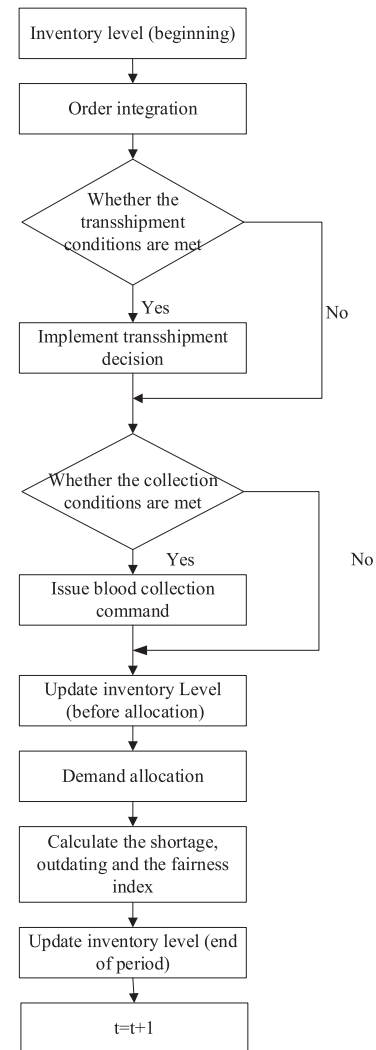 Inventory level (beginning)
Order integration
Whether the
transshipment
conditions are met
Yes
No
Implement transshipment
decision
Whether the collection
conditions are met
Yes
No
Issue blood collection
command
Update inventory Level
(before allocation)
Demand allocation
Calculate the shortage,
outdating and the fairness
index
Update inventory level (end
of period)
t=t+1